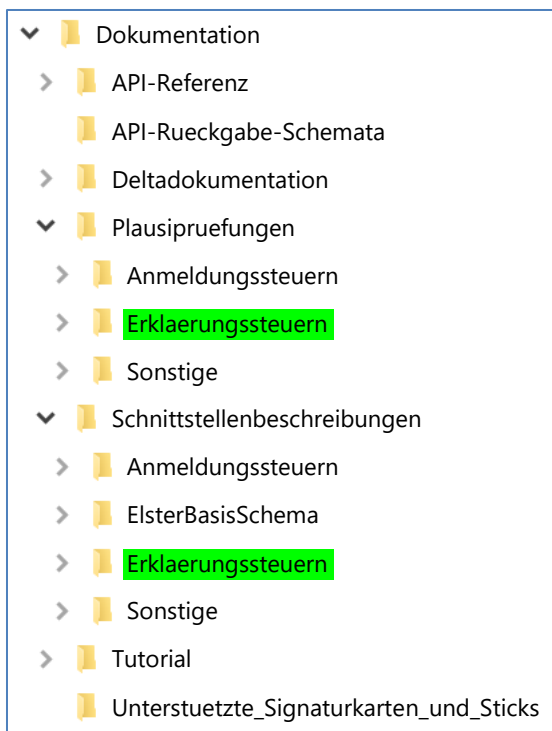 Dokumentation
API-Referenz
API-Rueckgabe-Schemata
Deltadokumentation
Plausipruefungen
Anmeldungssteuern
Erklaerungssteuern
Sonstige
Schnittstellenbeschreibungen
Anmeldungssteuern
ElsterBasisSchema
Erklaerungssteuern
Sonstige
Tutorial
Unterstuetzte_Signaturkarten_und_Sticks